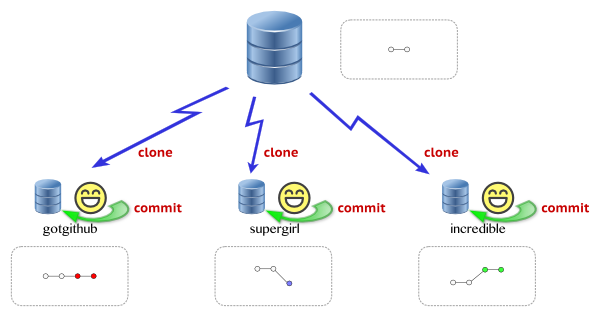 clone
clone
clone
commit
commit
commit
gotgithub
supergirl
incredible